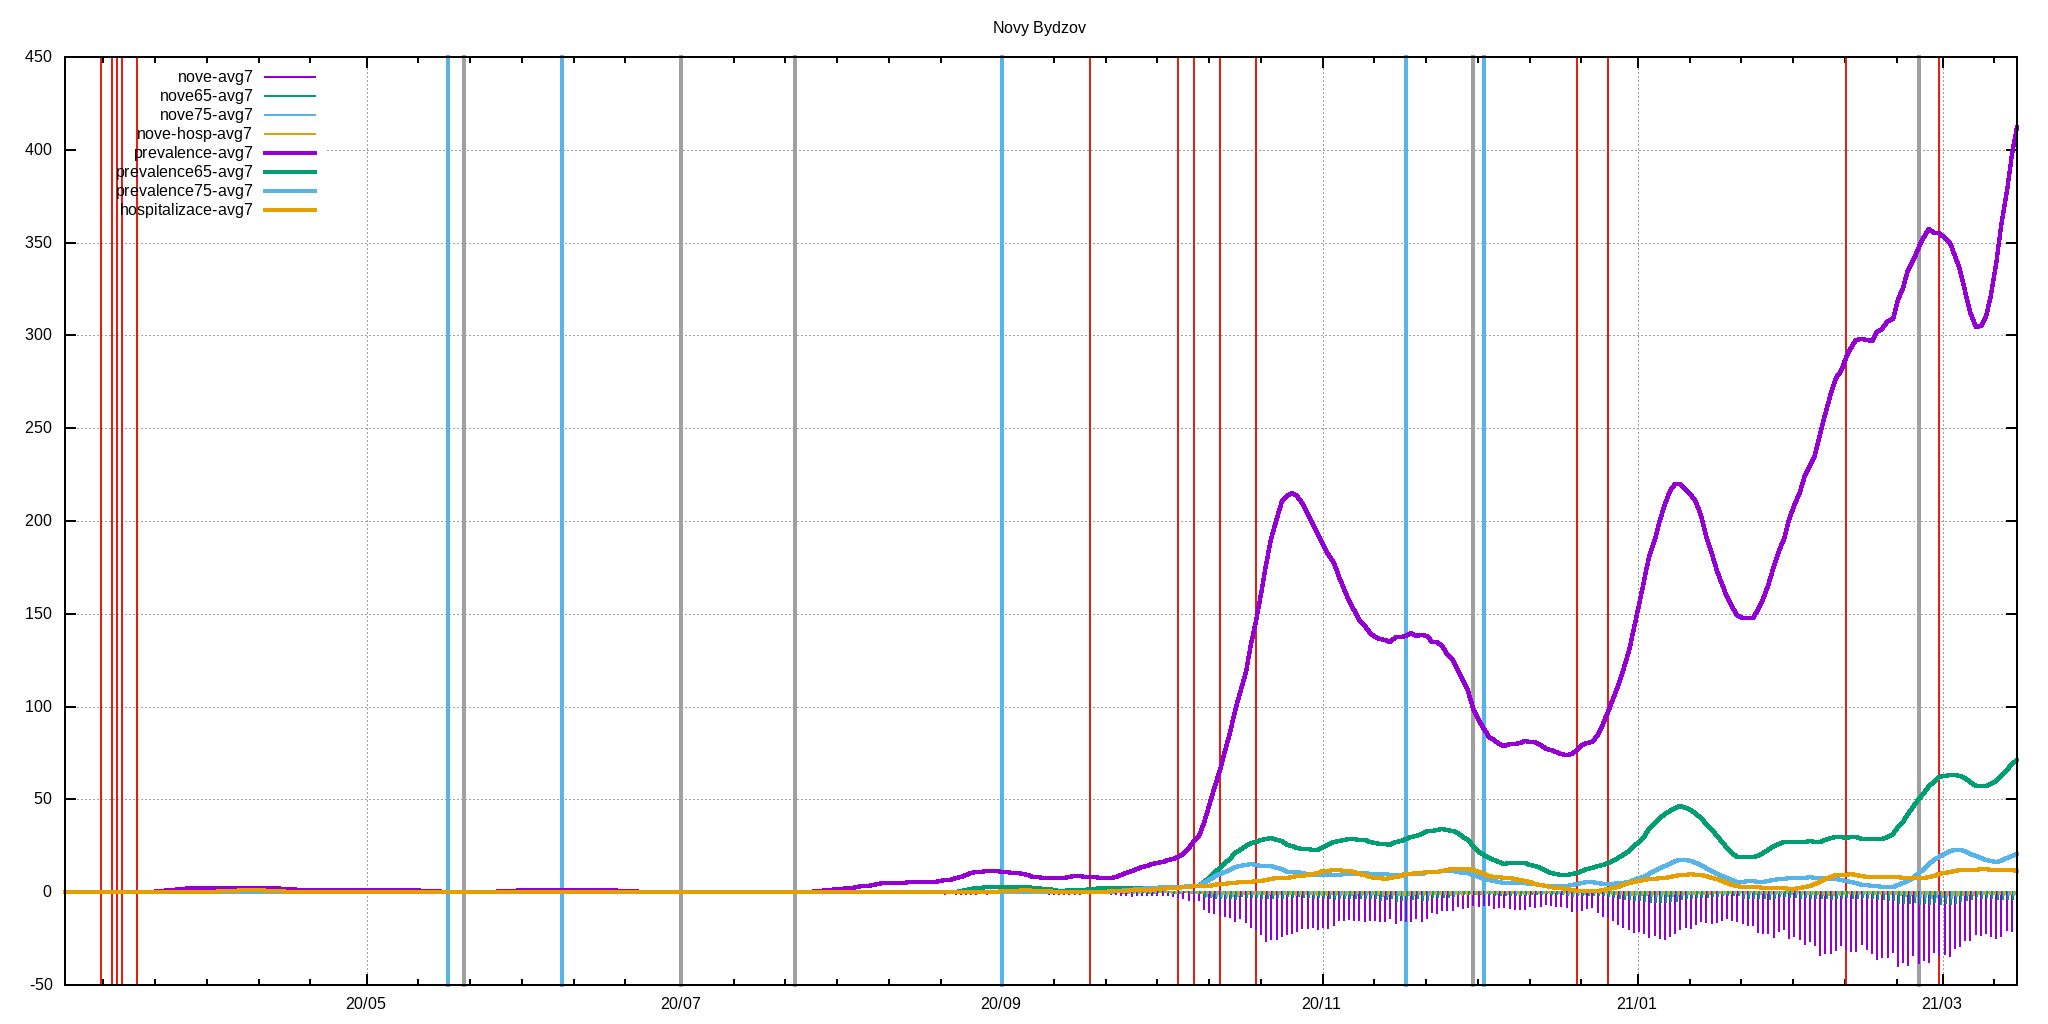 Novy Bydzov
450
400
350
300
250
200
150
100
50
0
-50
nove-avg7
nove65-avg7
nove75-avg7
nove-hosp-avg7
prevalence-avg7
prevalence65-avg7
prevalence75-avg7
hospitalizace-avg7
20/05 20/07 20/09 20/11 21/01 21/03